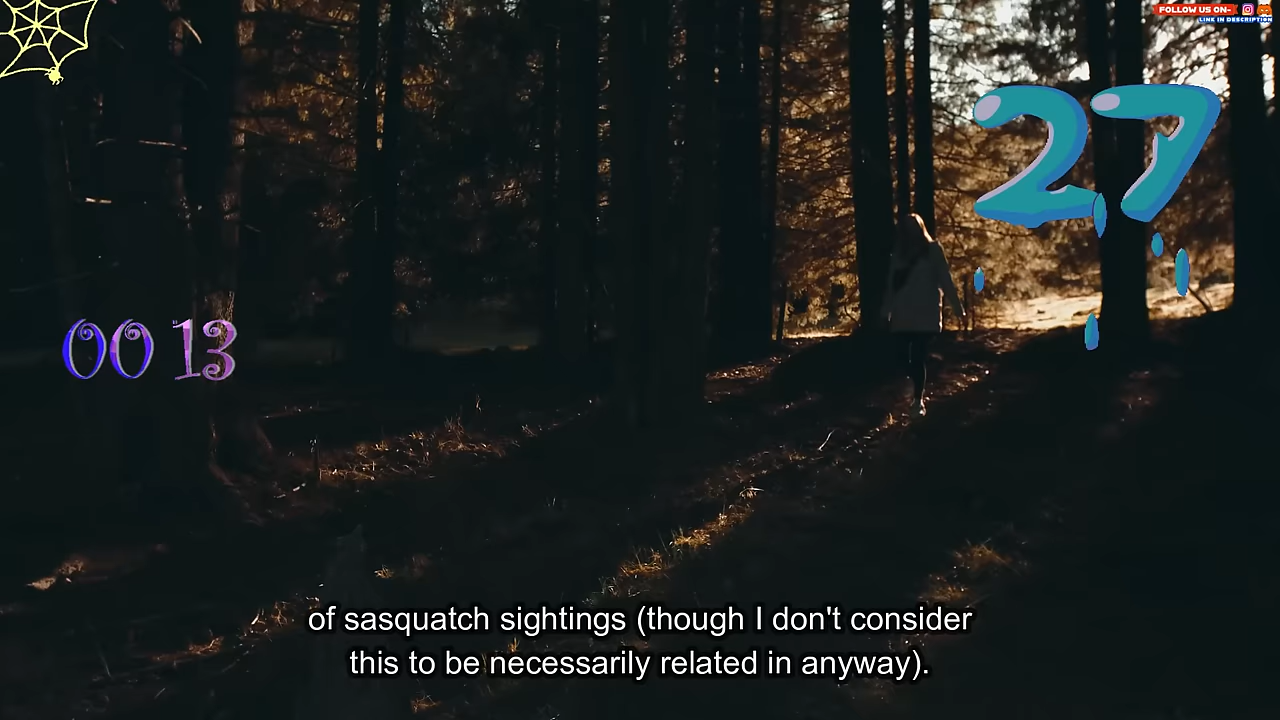 FOLLOW US ON-
LINK IN DESCRIPTION
27
00 13
of sasquatch sightings (though I don't consider
this to be necessarily related in anyway).